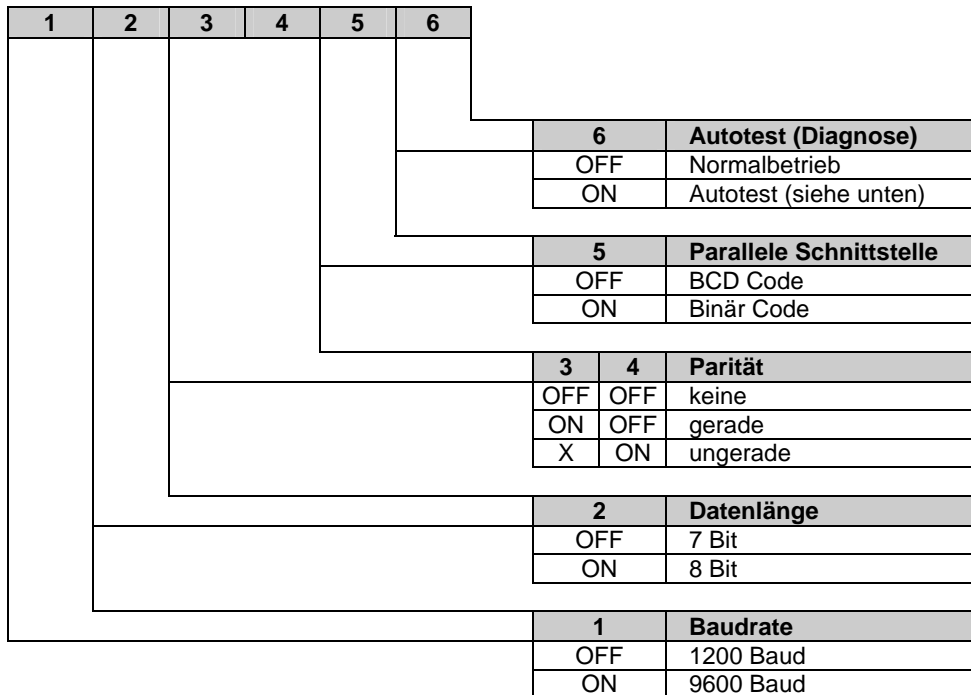 1 2 3 4 5 6
6 Autotest (Diagnose)
OFF Normalbetrieb
ON Autotest (siehe unten)
5 Parallele Schnittstelle
OFF BCD Code
ON Binär Code
3 4 Parität
OFF OFF keine
ON OFF gerade
X ON ungerade
2 Datenlänge
OFF 7 Bit
ON 8 Bit
1 Baudrate
OFF 1200 Baud
ON 9600 Baud